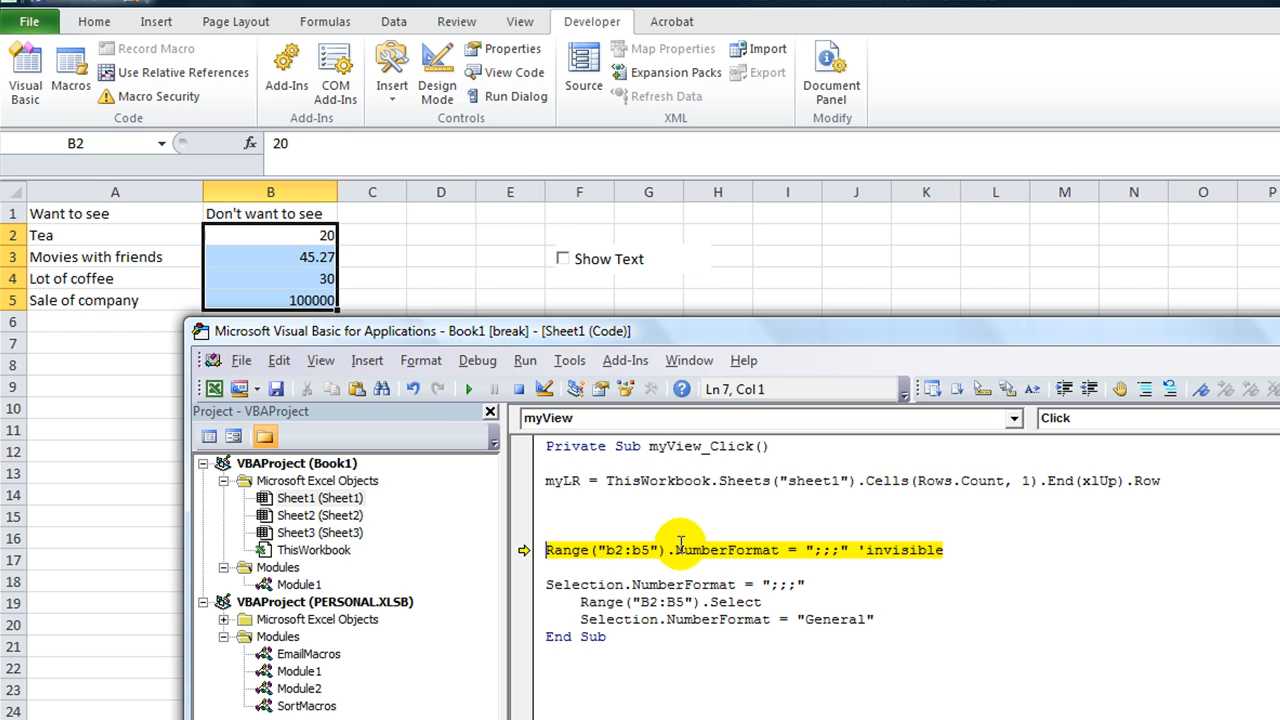 File Home Insert Page Layout Formulas Data Review View Developer Acrobat
Visual Basic
Macros
Record Macro
Use Relative References
Macro Security
Code
Add-Ins
COM Add-Ins
Add-Ins
Insert
Design Mode
Properties
View Code
Run Dialog
Controls
Source
Map Properties
Expansion Packs
Refresh Data
Import
Export
XML
Document Panel
Modify
B2 fx 20
A B C D E F G H I J K L M N O P
1 Want to see Don't want to see
2 Tea 20
3 Movies with friends 45.27 Show Text
4 Lot of coffee 30
5 Sale of company 100000
6
7
8
9
10
11
12
13
14
15
16
17
18
19
20
21
22
23
24
Microsoft Visual Basic for Applications - Book1 [break] - [Sheet1 (Code)]
File Edit View Insert Format Debug Run Tools Add-Ins Window Help
Ln 7, Col 1
Project - VBAProject
VBAProject (Book1)
Microsoft Excel Objects
Sheet1 (Sheet1)
Sheet2 (Sheet2)
Sheet3 (Sheet3)
ThisWorkbook
Modules
Module1
VBAProject (PERSONAL.XLSB)
Microsoft Excel Objects
Modules
EmailMacros
Module1
Module2
SortMacros
myView Click
Private Sub myView_Click()
myLR = ThisWorkbook.Sheets("sheet1").Cells(Rows.Count, 1).End(xlUp).Row
Range("b2:b5").NumberFormat = ";;;" 'invisible
Selection.NumberFormat = ";;;"
Range("B2:B5").Select
Selection.NumberFormat = "General"
End Sub